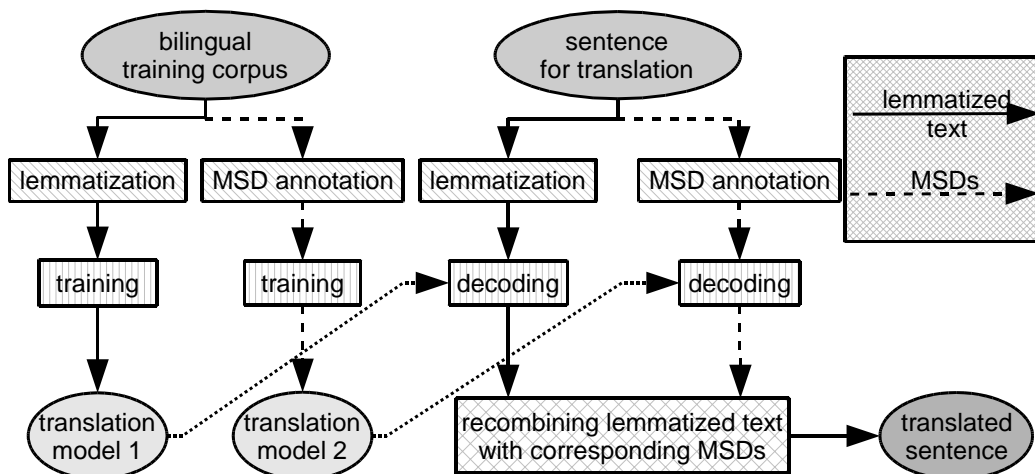 bilingual
training corpus
sentence
for translation
lemmatized
text
MSDs
lemmatization
MSD annotation
lemmatization
MSD annotation
training
training
decoding
decoding
translation
model 1
translation
model 2
recombining lemmatized text
with corresponding MSDs
translated
sentence